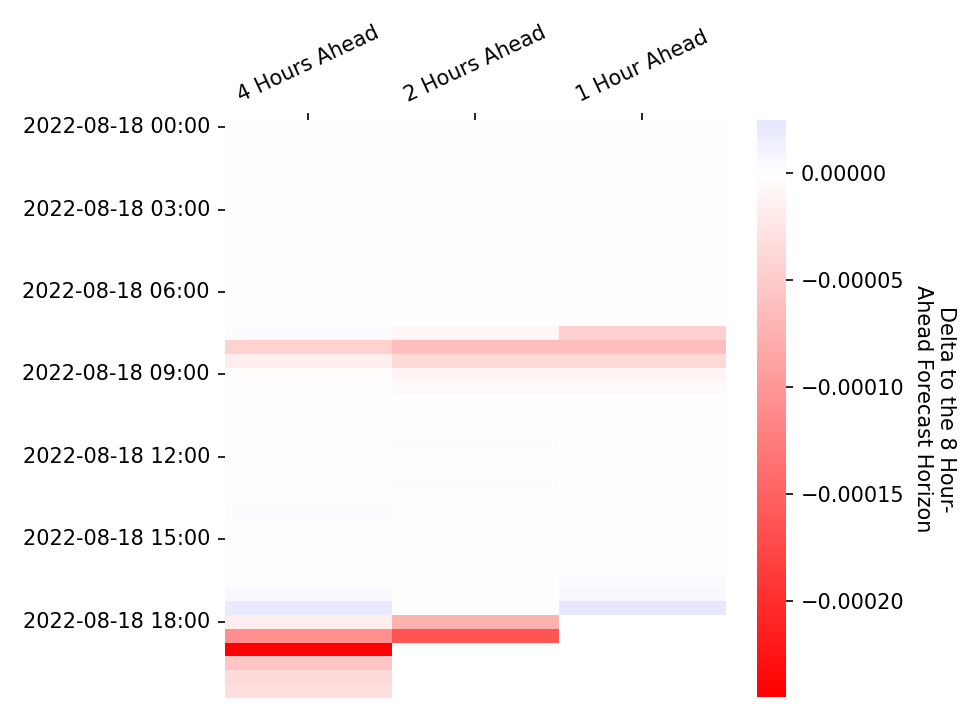 4 Hours Ahead
2 Hours Ahead
1 Hour Ahead
2022-08-18 00:00
2022-08-18 03:00
2022-08-18 06:00
2022-08-18 09:00
2022-08-18 12:00
2022-08-18 15:00
2022-08-18 18:00
0.00000
−0.00005
−0.00010
−0.00015
−0.00020
Delta to the 8 Hour-
Ahead Forecast Horizon